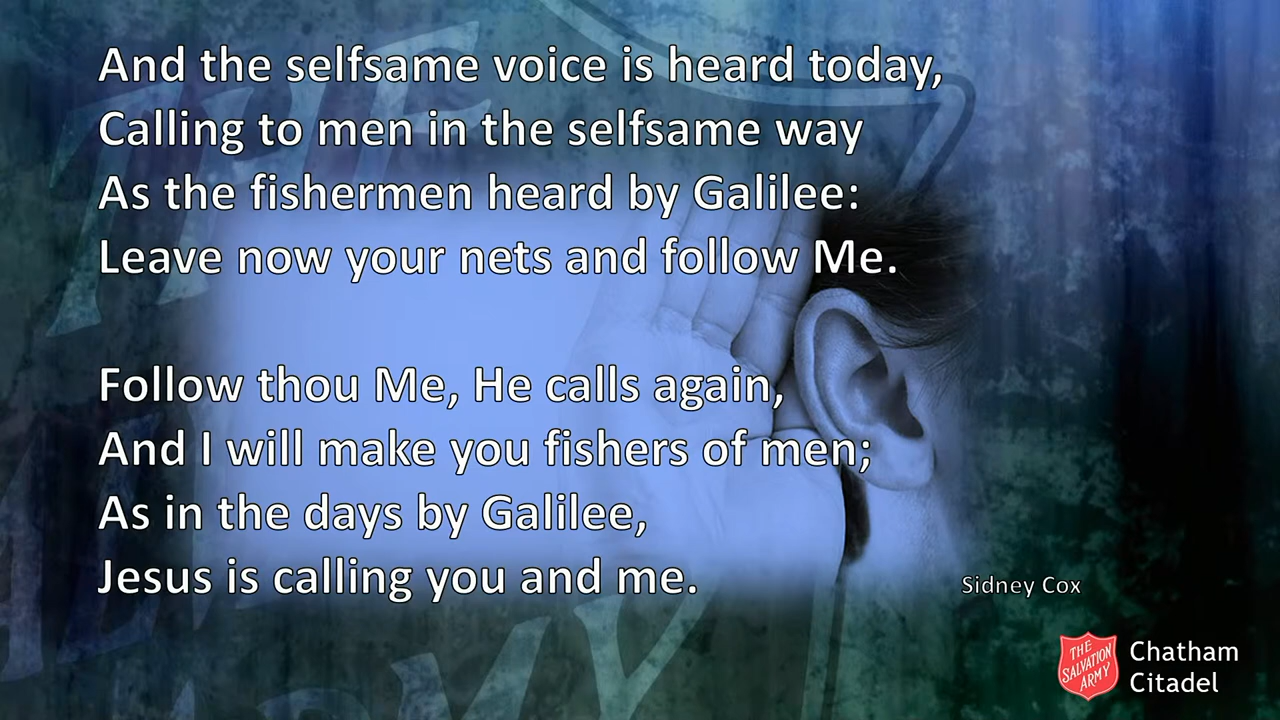 And the selfsame voice is heard today,
Calling to men in the selfsame way
As the fishermen heard by Galilee:
Leave now your nets and follow Me.
Follow thou Me, He calls again,
And I will make you fishers of men;
As in the days by Galilee,
Jesus is calling you and me.
Sidney Cox
THE
SALVATION
ARMY
Chatham
Citadel